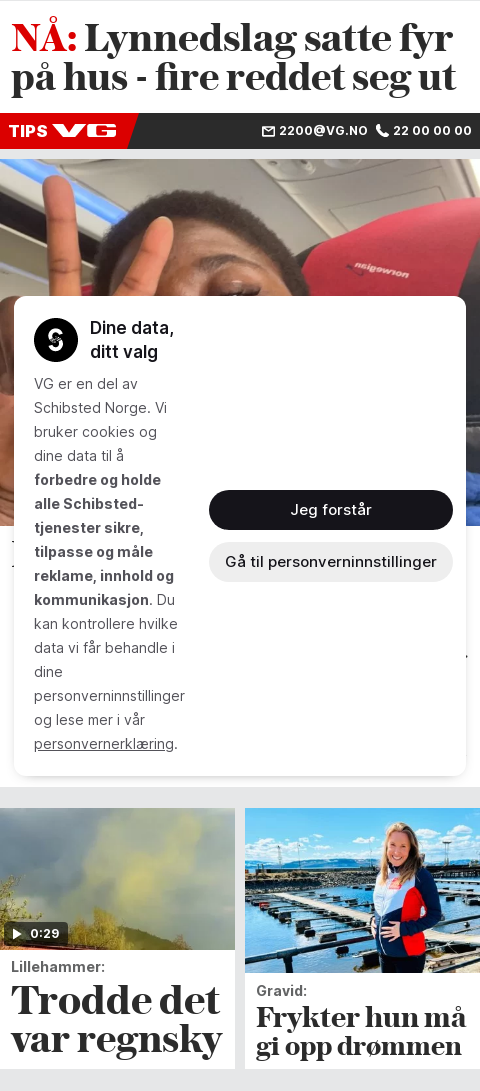 NÅ: Lynnedslag satte fyr
på hus - fire reddet seg ut
TIPS VG
2200@VG.NO 22 00 00 00
norwegian
Dine data,
ditt valg
VG er en del av
Schibsted Norge. Vi
bruker cookies og
dine data til å
forbedre og holde
alle Schibsted-
tjenester sikre,
tilpasse og måle
reklame, innhold og
kommunikasjon. Du
kan kontrollere hvilke
data vi får behandle i
dine
personverninnstillinger
og lese mer i vår
personvernerklæring.
Jeg forstår
Gå til personverninnstillinger
0:29
Lillehammer:
Trodde det
var regnsky
Gravid:
Frykter hun må
gi opp drømmen